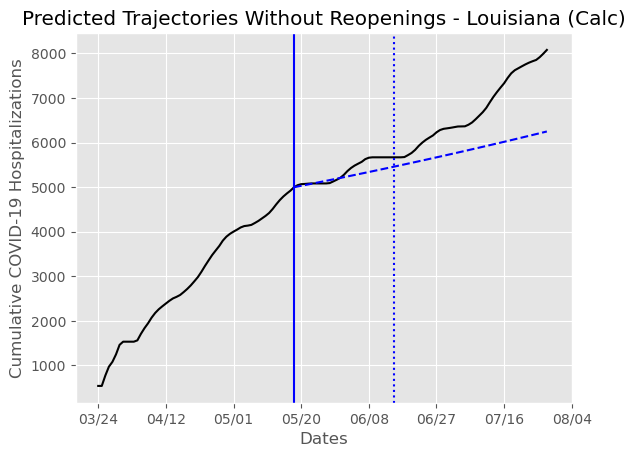 Predicted Trajectories Without Reopenings - Louisiana (Calc)
Cumulative COVID-19 Hospitalizations
8000
7000
6000
5000
4000
3000
2000
1000
03/24 04/12 05/01 05/20 06/08 06/27 07/16 08/04
Dates